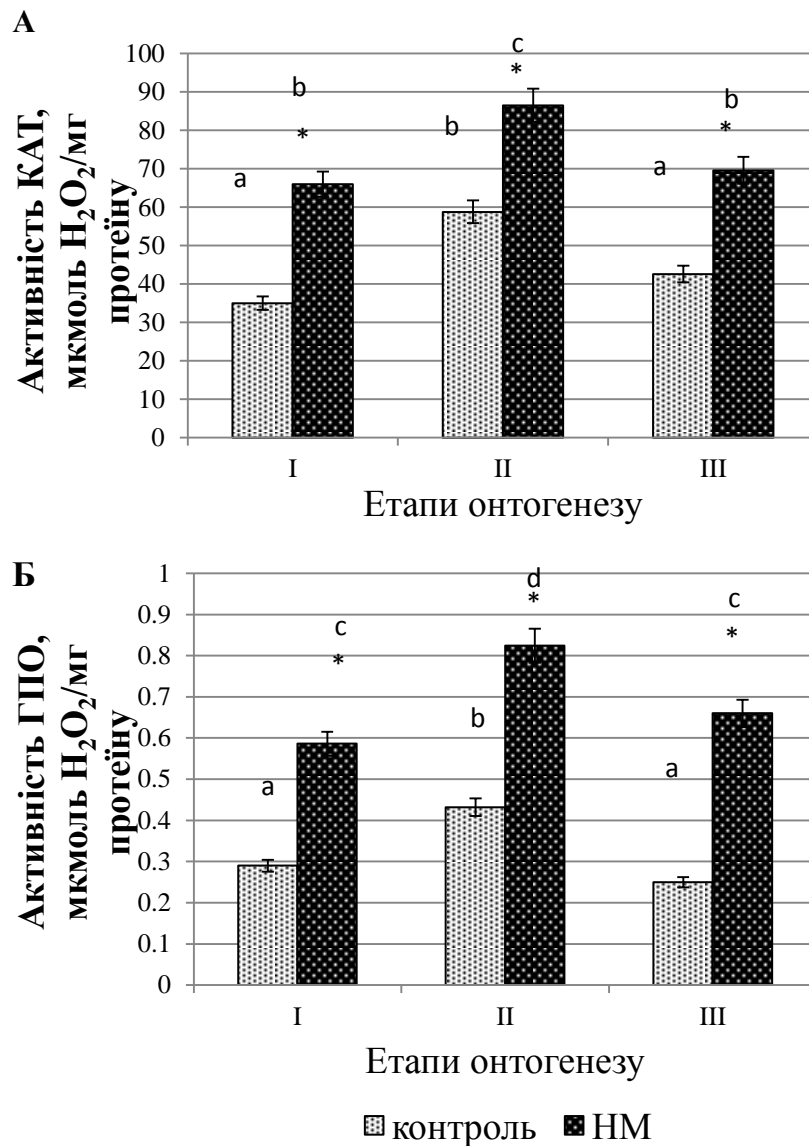 А
Активність КАТ,
мкмоль H₂O₂/мг
протеїну
100
90
80
70
60
50
40
30
20
10
0
a
b
*
b
c
*
a
b
*
I
II
III
Етапи онтогенезу
Б
Активність ГПО,
мкмоль H₂O₂/мг
протеїну
1
0.9
0.8
0.7
0.6
0.5
0.4
0.3
0.2
0.1
0
a
c
*
b
d
*
a
c
*
I
II
III
Етапи онтогенезу
контроль НМ